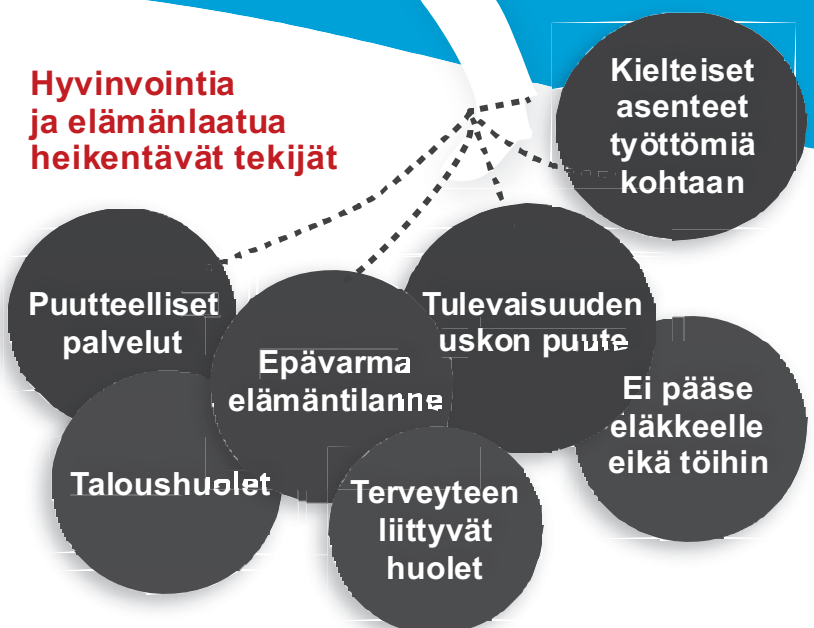 Hyvinvointia
ja elämänlaatua
heikentävät tekijät
Kielteiset
asenteet
työttömiä
kohtaan
Puutteelliset
palvelut
Epävarma
elämäntilanne
Tulevaisuuden
uskon puute
Ei pääse
eläkkeelle
eikä töihin
Taloushuolet
Terveyteen
liittyvät
huolet